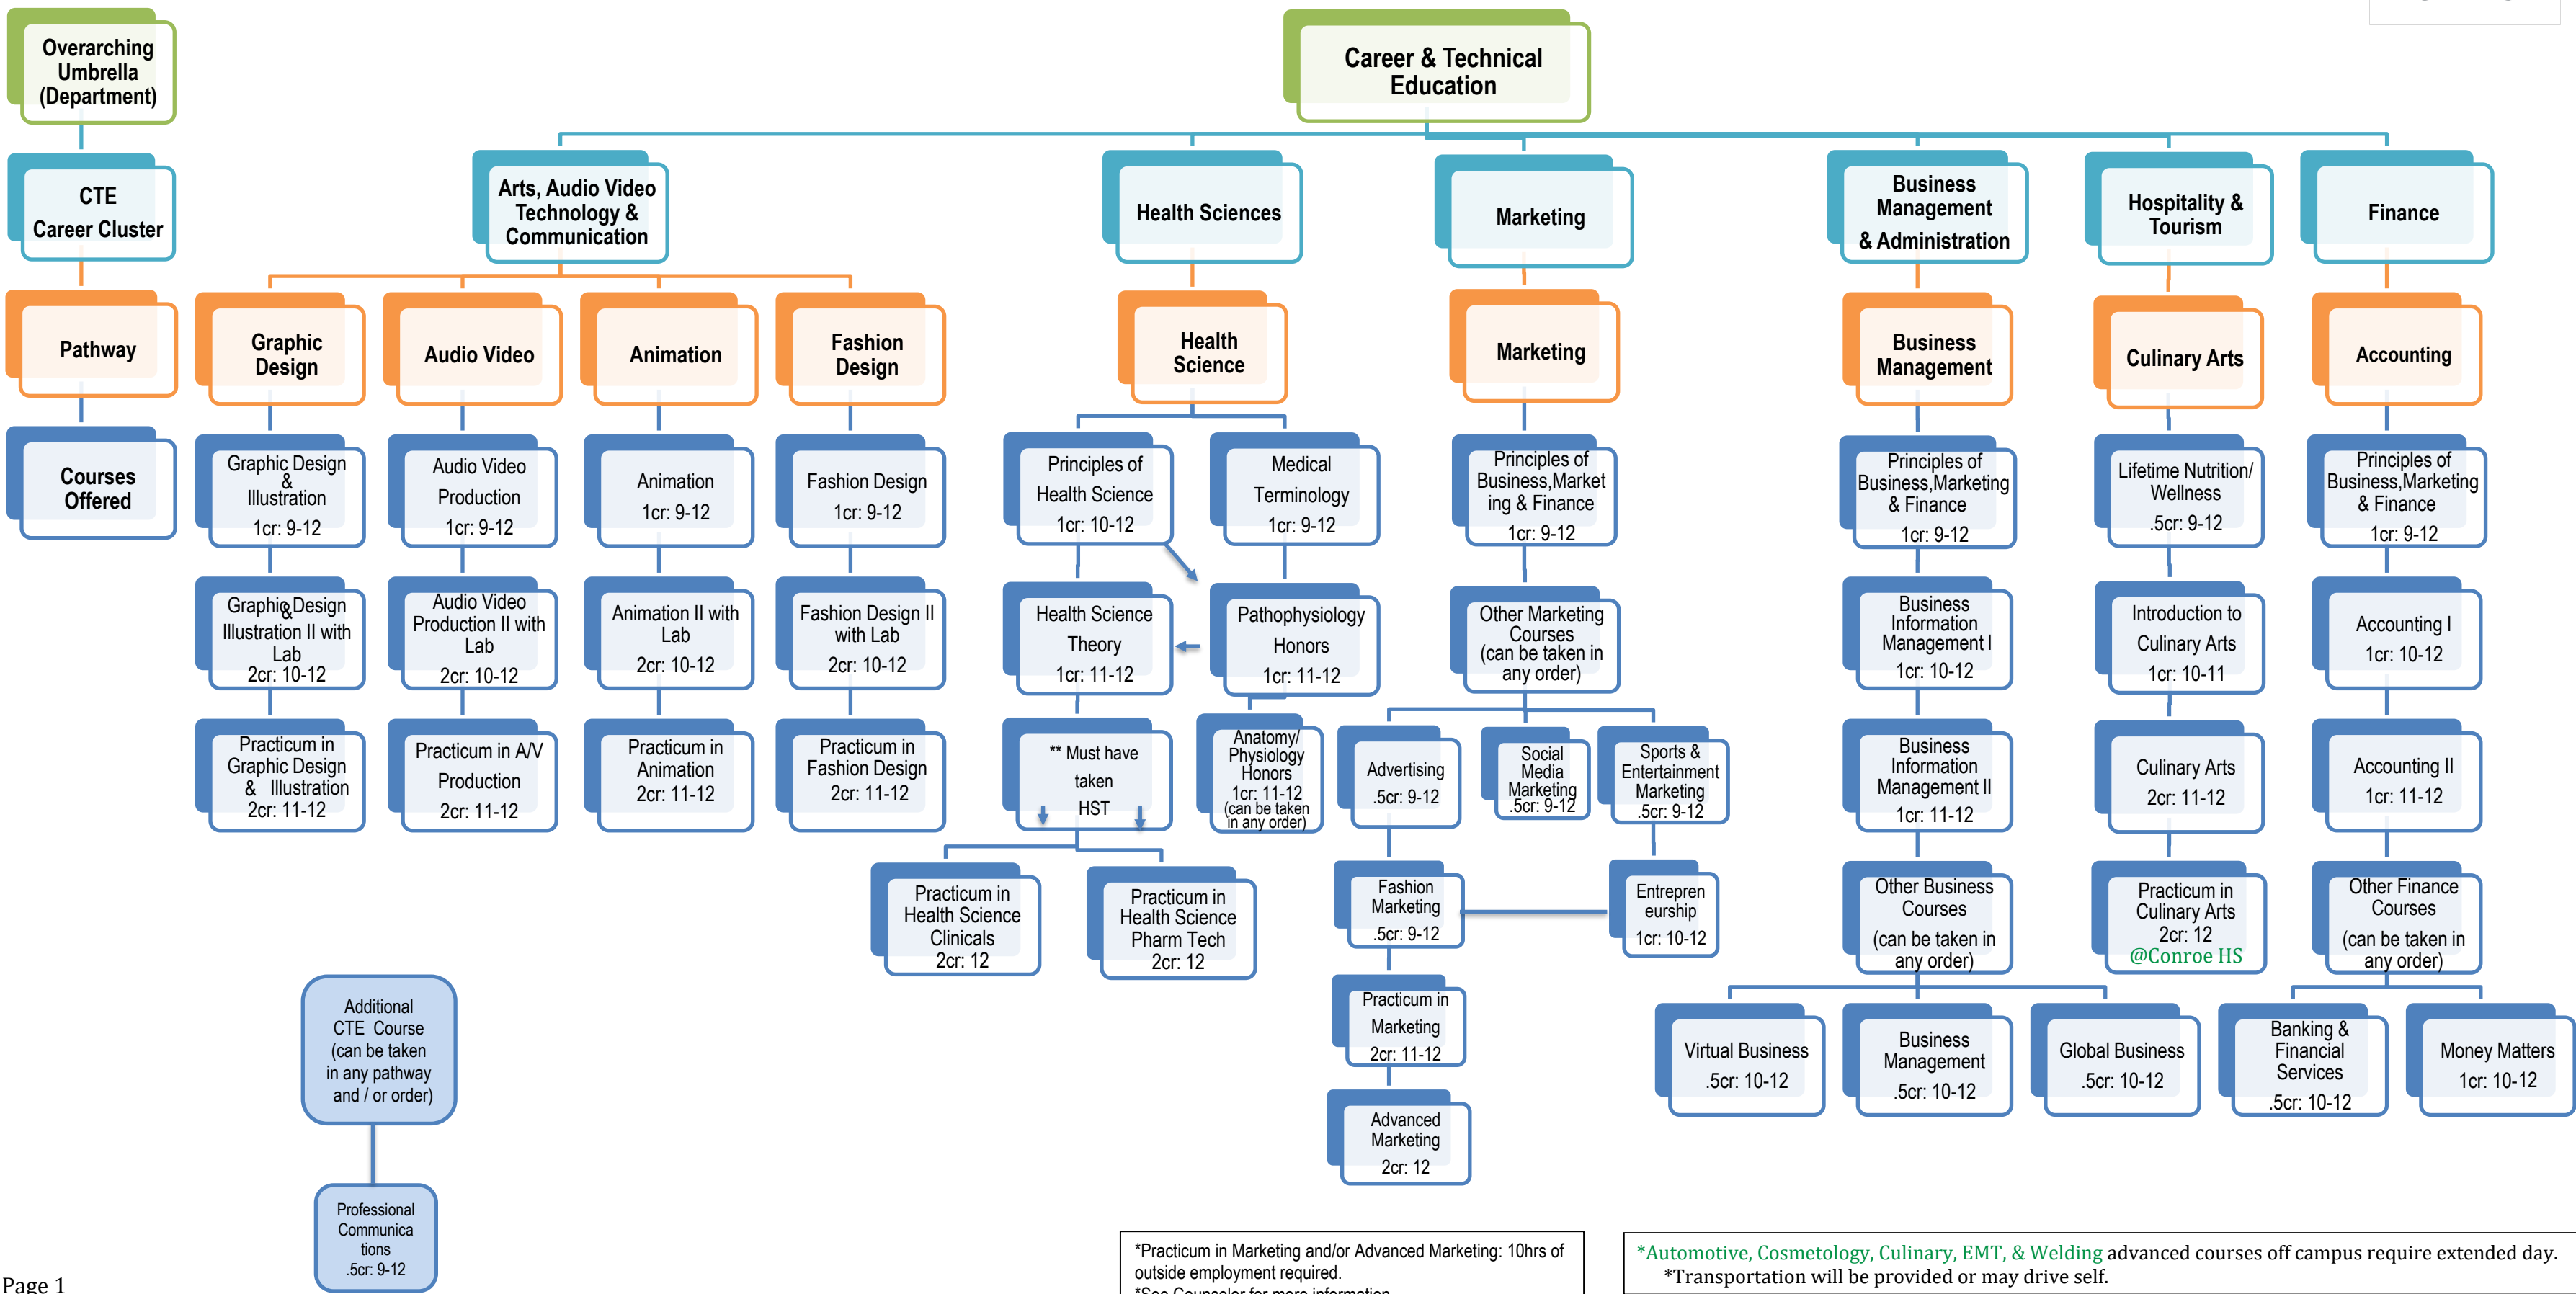 Overarching
Umbrella
(Department)
Career & Technical
Education
CTE
Career Cluster
Arts, Audio Video
Technology &
Communication
Health Sciences
Marketing
Business
Management
& Administration
Hospitality &
Tourism
Finance
Pathway
Graphic
Design
Audio Video
Animation
Fashion
Design
Health
Science
Marketing
Business
Management
Culinary Arts
Accounting
Courses
Offered
Graphic Design
&
Illustration
1cr: 9-12
Audio Video
Production
1cr: 9-12
Animation
1cr: 9-12
Fashion Design
1cr: 9-12
Principles of
Health Science
1cr: 10-12
Medical
Terminology
1cr: 9-12
Principles of
Business,Market
ing & Finance
1cr: 9-12
Principles of
Business,Marketing
& Finance
1cr: 9-12
Lifetime Nutrition/
Wellness
.5cr: 9-12
Principles of
Business,Marketing
& Finance
1cr: 9-12
Graphic Design
&
Illustration II with
Lab
2cr: 10-12
Audio Video
Production II with
Lab
2cr: 10-12
Animation II with
Lab
2cr: 10-12
Fashion Design II
with Lab
2cr: 10-12
Health Science
Theory
1cr: 11-12
Pathophysiology
Honors
1cr: 11-12
Other Marketing
Courses
(can be taken in
any order)
Business
Information
Management I
1cr: 10-12
Introduction to
Culinary Arts
1cr: 10-11
Accounting I
1cr: 10-12
Practicum in
Graphic Design
& Illustration
2cr: 11-12
Practicum in A/V
Production
2cr: 11-12
Practicum in
Animation
2cr: 11-12
Practicum in
Fashion Design
2cr: 11-12
** Must have
taken
HST
Anatomy/
Physiology
Honors
1cr: 11-12
(can be taken
in any order)
Advertising
.5cr: 9-12
Social
Media
Marketing
.5cr: 9-12
Sports &
Entertainment
Marketing
.5cr: 9-12
Business
Information
Management II
1cr: 11-12
Culinary Arts
2cr: 11-12
Accounting II
1cr: 11-12
Practicum in
Health Science
Clinicals
2cr: 12
Practicum in
Health Science
Pharm Tech
2cr: 12
Fashion
Marketing
.5cr: 9-12
Entrepren
eurship
1cr: 10-12
Other Business
Courses
(can be taken in
any order)
Practicum in
Culinary Arts
2cr: 12
@Conroe HS
Other Finance
Courses
(can be taken in
any order)
Additional
CTE Course
(can be taken
in any pathway
and / or order)
Practicum in
Marketing
2cr: 11-12
Virtual Business
.5cr: 10-12
Business
Management
.5cr: 10-12
Global Business
.5cr: 10-12
Banking &
Financial
Services
.5cr: 10-12
Money Matters
1cr: 10-12
Advanced
Marketing
2cr: 12
Professional
Communica
tions
.5cr: 9-12
*Practicum in Marketing and/or Advanced Marketing: 10hrs of
outside employment required.
*See Counselor for more information
*Automotive, Cosmetology, Culinary, EMT, & Welding advanced courses off campus require extended day.
*Transportation will be provided or may drive self.
Page 1